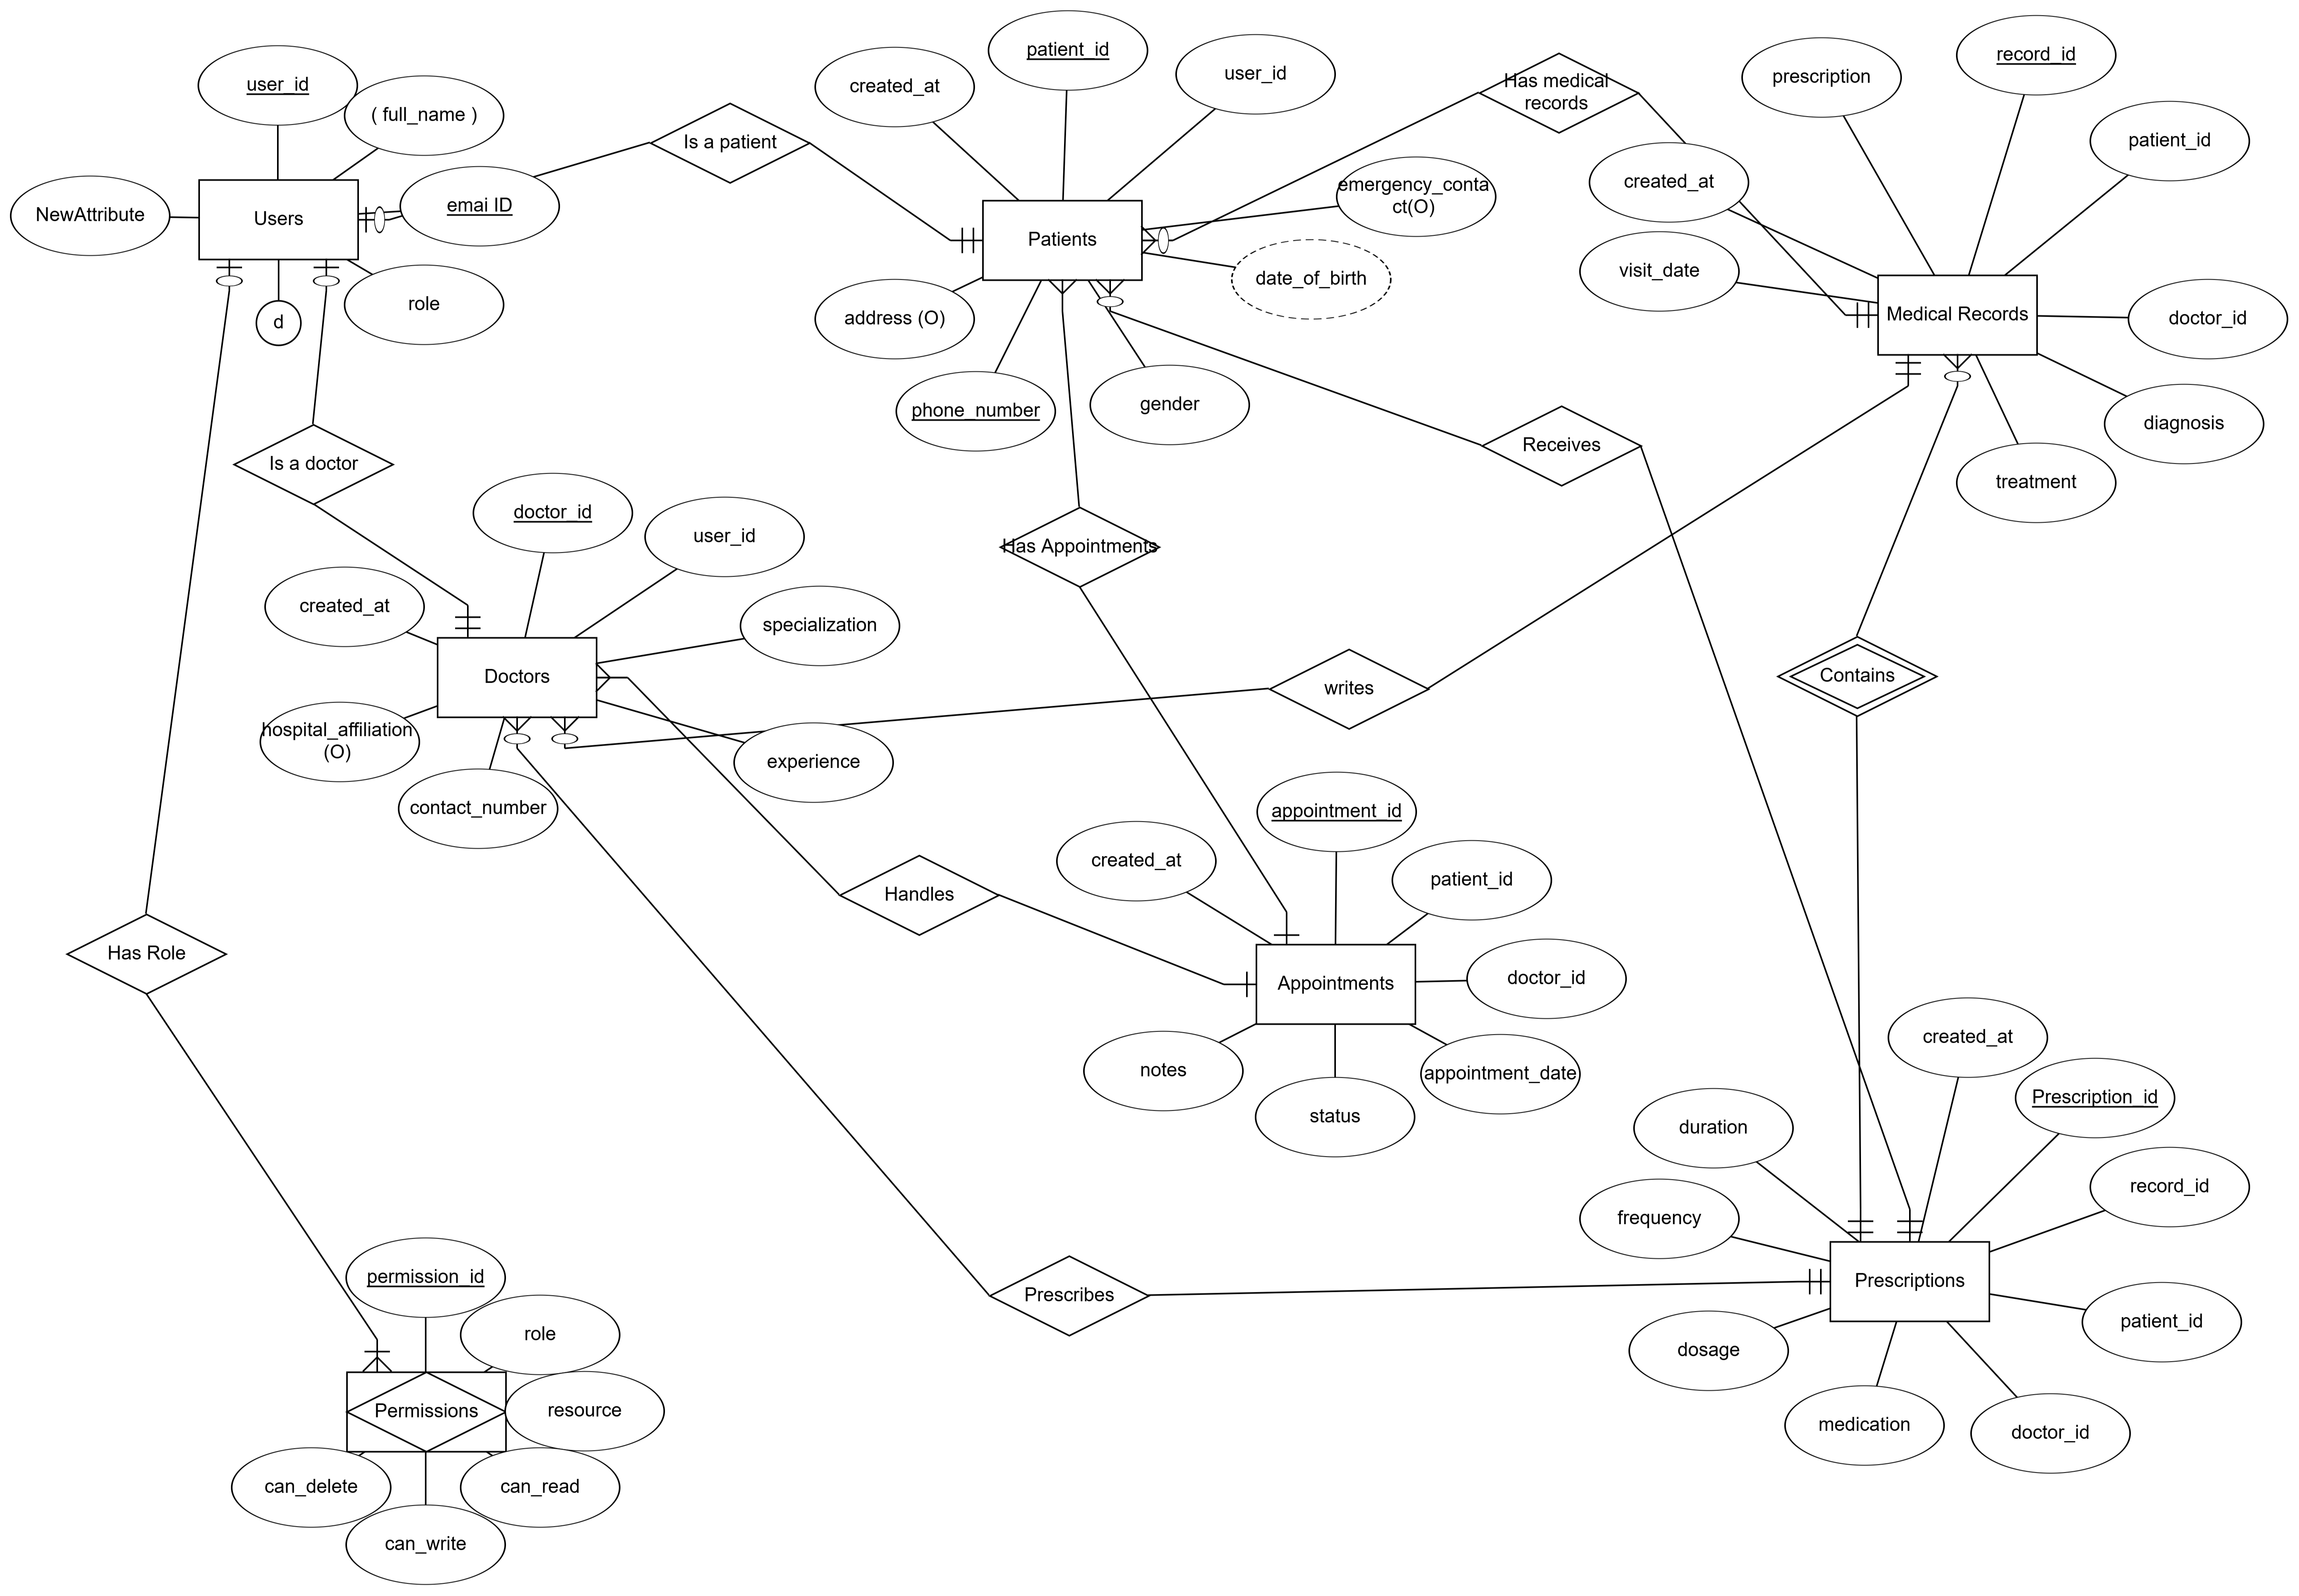 patient_id
record_id
user_id
prescription
user_id
created_at
Has medical
records
( full_name )
Is a patient
patient_id
created_at
emergency_conta
ct(O)
emai ID
NewAttribute
Users
Patients
visit_date
date_of_birth
role
d
address (O)
Medical Records
doctor_id
phone_number
gender
diagnosis
Receives
Is a doctor
treatment
doctor_id
user_id
Has Appointments
created_at
specialization
Doctors
writes
Contains
hospital_affiliation
(O)
experience
contact_number
appointment_id
created_at
patient_id
Handles
Has Role
Appointments
doctor_id
created_at
notes
appointment_date
Prescription_id
status
duration
record_id
frequency
permission_id
Prescriptions
Prescribes
patient_id
role
dosage
Permissions
resource
medication
doctor_id
can_delete
can_read
can_write